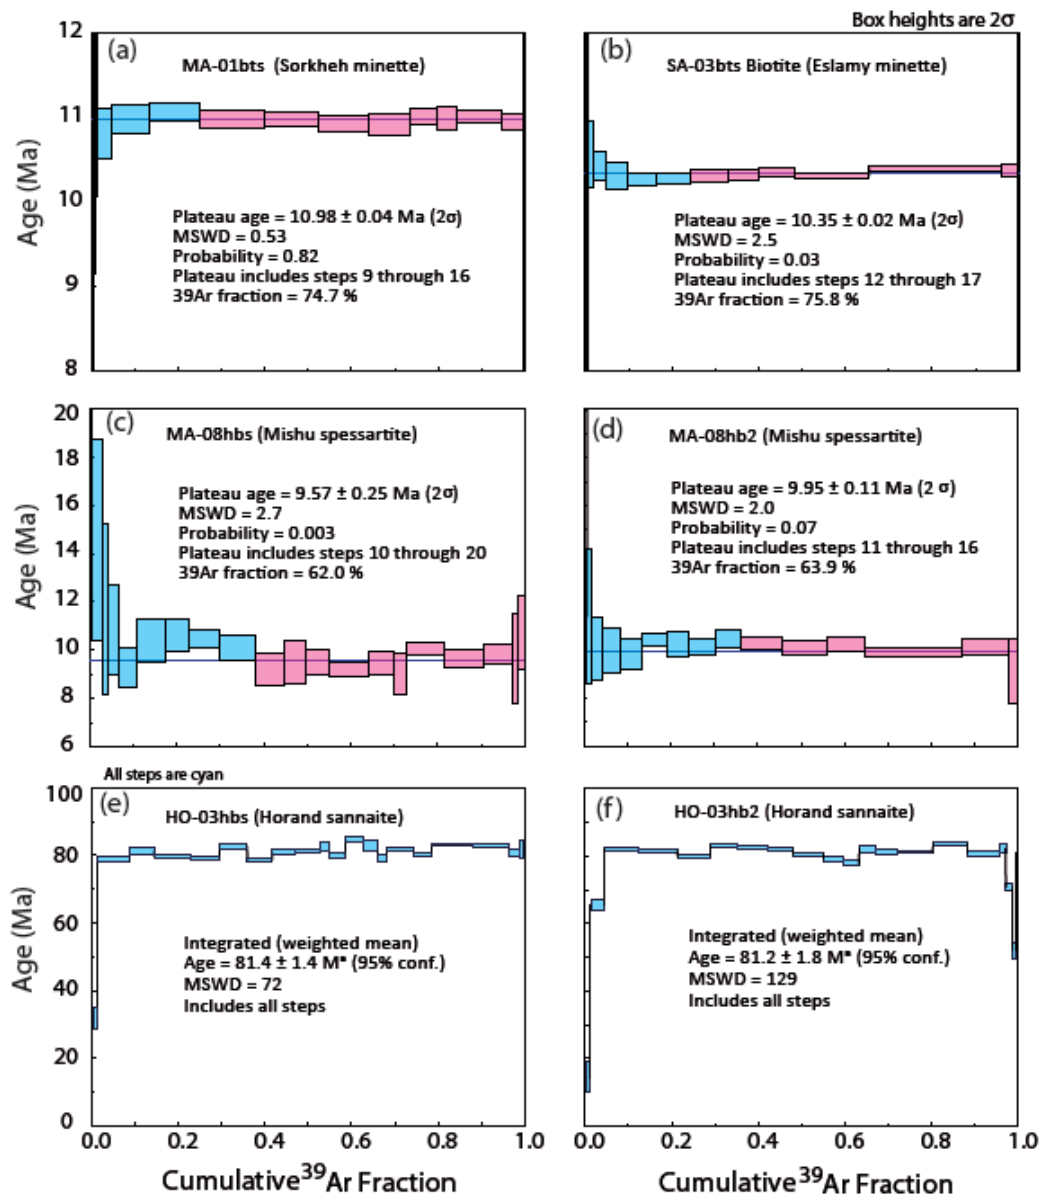 Box heights are 2σ
(a)
MA-01bts (Sorkheh minette)
Plateau age = 10.98 ± 0.04 Ma (2σ)
MSWD = 0.53
Probability = 0.82
Plateau includes steps 9 through 16
39Ar fraction = 74.7 %
Age (Ma)
12
11
10
9
8
(b)
SA-03bts Biotite (Eslamy minette)
Plateau age = 10.35 ± 0.02 Ma (2σ)
MSWD = 2.5
Probability = 0.03
Plateau includes steps 12 through 17
39Ar fraction = 75.8 %
(c)
MA-08hbs (Mishu spessartite)
Plateau age = 9.57 ± 0.25 Ma (2σ)
MSWD = 2.7
Probability = 0.003
Plateau includes steps 10 through 20
39Ar fraction = 62.0 %
Age (Ma)
20
18
16
14
12
10
8
6
(d)
MA-08hb2 (Mishu spessartite)
Plateau age = 9.95 ± 0.11 Ma (2 σ)
MSWD = 2.0
Probability = 0.07
Plateau includes steps 11 through 16
39Ar fraction = 63.9 %
All steps are cyan
(e)
HO-03hbs (Horand sannaite)
Integrated (weighted mean)
Age = 81.4 ± 1.4 Mª (95% conf.)
MSWD = 72
Includes all steps
Age (Ma)
100
80
60
40
20
0
0.0 0.2 0.4 0.6 0.8 1.0
Cumulative ³⁹Ar Fraction
(f)
HO-03hb2 (Horand sannaite)
Integrated (weighted mean)
Age = 81.2 ± 1.8 Mª (95% conf.)
MSWD = 129
Includes all steps
0.0 0.2 0.4 0.6 0.8 1.0
Cumulative ³⁹Ar Fraction